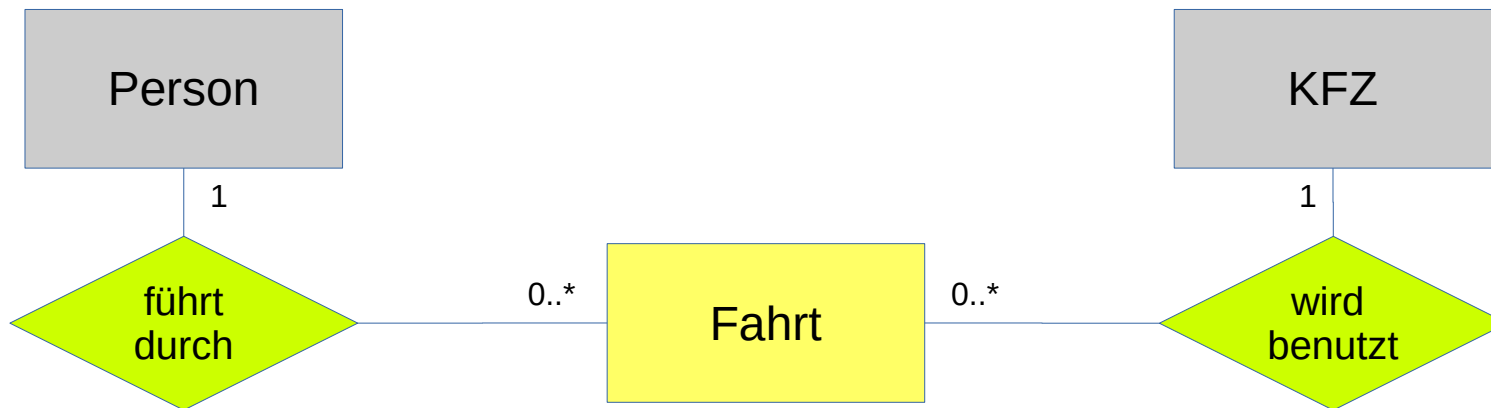 Person
KFZ
1
1
führt
durch
0..*
Fahrt
0..*
wird
benutzt